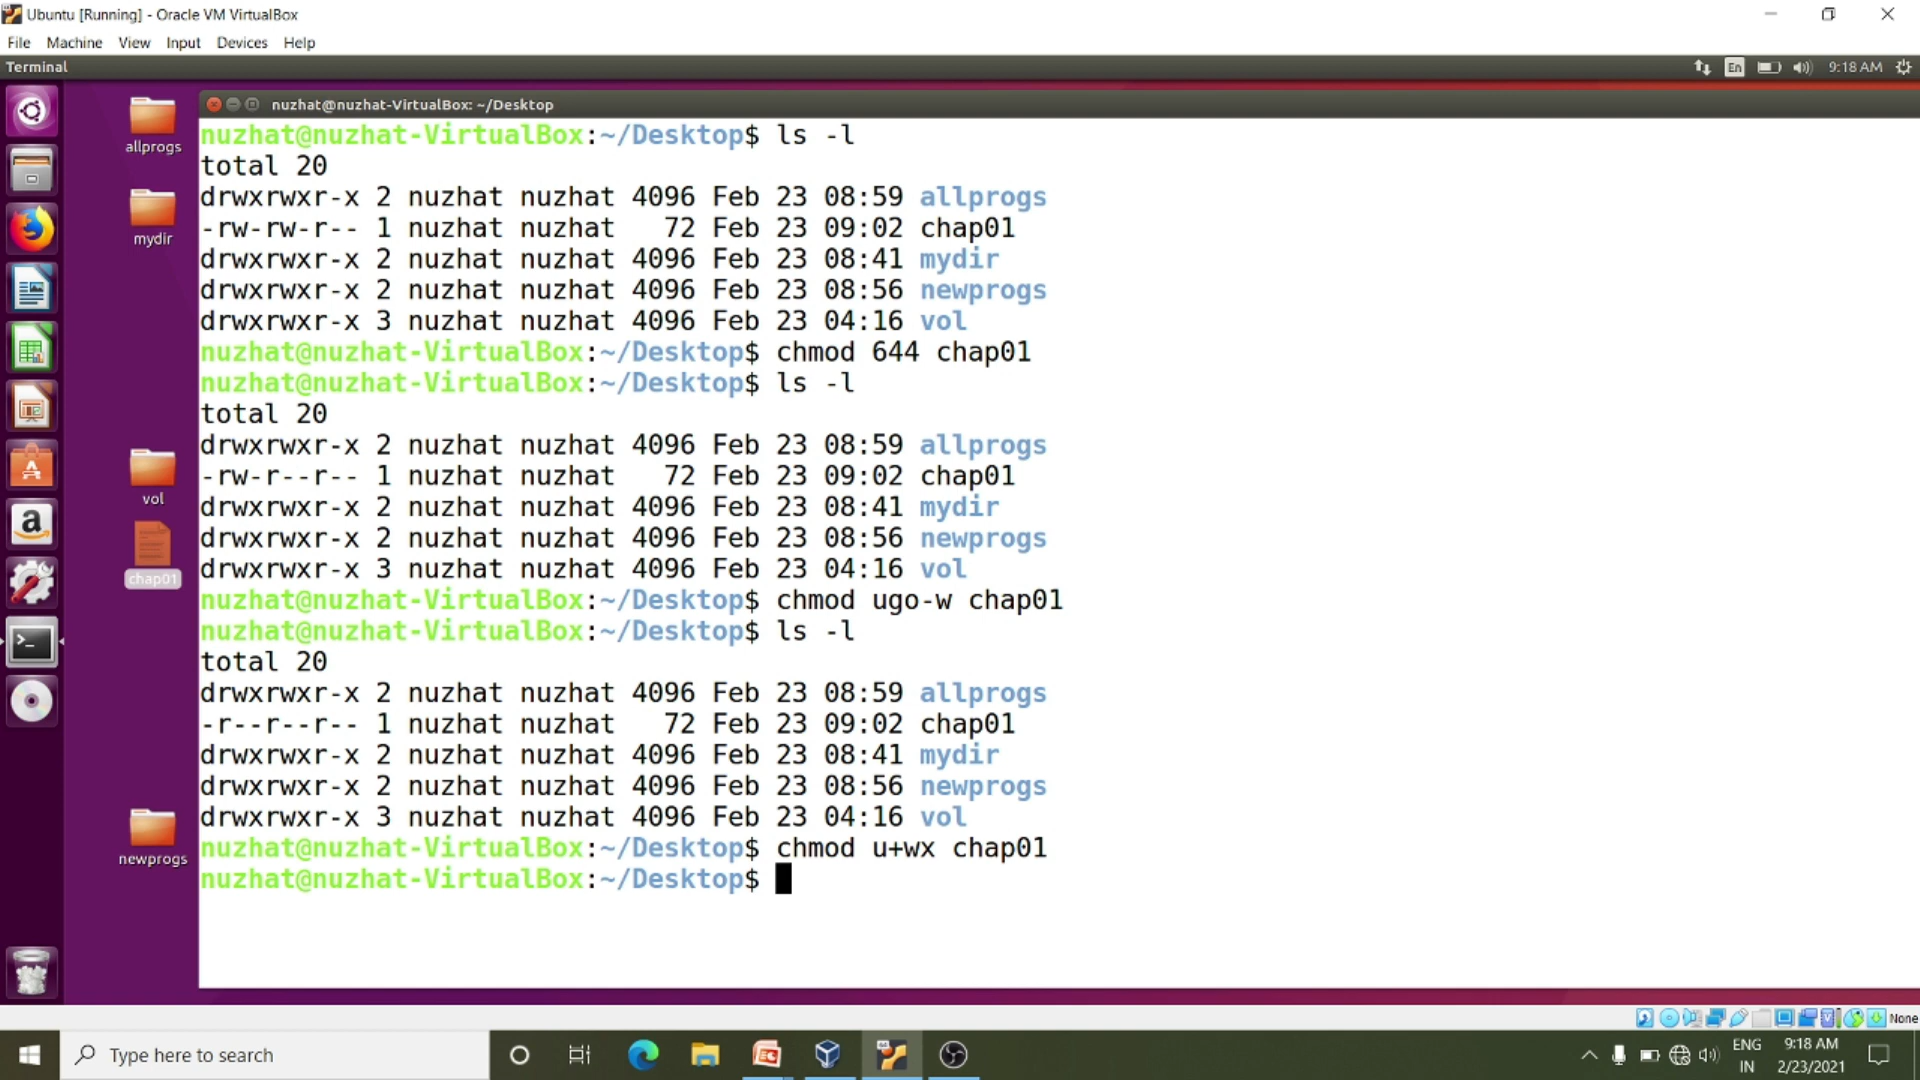 Ubuntu [Running] - Oracle VM VirtualBox
File Machine View Input Devices Help
Terminal En 9:18 AM
nuzhat@nuzhat-VirtualBox: ~/Desktop
nuzhat@nuzhat-VirtualBox:~/Desktop$ ls -l
total 20
drwxrwxr-x 2 nuzhat nuzhat 4096 Feb 23 08:59 allprogs
-rw-rw-r-- 1 nuzhat nuzhat   72 Feb 23 09:02 chap01
drwxrwxr-x 2 nuzhat nuzhat 4096 Feb 23 08:41 mydir
drwxrwxr-x 2 nuzhat nuzhat 4096 Feb 23 08:56 newprogs
drwxrwxr-x 3 nuzhat nuzhat 4096 Feb 23 04:16 vol
nuzhat@nuzhat-VirtualBox:~/Desktop$ chmod 644 chap01
nuzhat@nuzhat-VirtualBox:~/Desktop$ ls -l
total 20
drwxrwxr-x 2 nuzhat nuzhat 4096 Feb 23 08:59 allprogs
-rw-r--r-- 1 nuzhat nuzhat   72 Feb 23 09:02 chap01
drwxrwxr-x 2 nuzhat nuzhat 4096 Feb 23 08:41 mydir
drwxrwxr-x 2 nuzhat nuzhat 4096 Feb 23 08:56 newprogs
drwxrwxr-x 3 nuzhat nuzhat 4096 Feb 23 04:16 vol
nuzhat@nuzhat-VirtualBox:~/Desktop$ chmod ugo-w chap01
nuzhat@nuzhat-VirtualBox:~/Desktop$ ls -l
total 20
drwxrwxr-x 2 nuzhat nuzhat 4096 Feb 23 08:59 allprogs
-r--r--r-- 1 nuzhat nuzhat   72 Feb 23 09:02 chap01
drwxrwxr-x 2 nuzhat nuzhat 4096 Feb 23 08:41 mydir
drwxrwxr-x 2 nuzhat nuzhat 4096 Feb 23 08:56 newprogs
drwxrwxr-x 3 nuzhat nuzhat 4096 Feb 23 04:16 vol
nuzhat@nuzhat-VirtualBox:~/Desktop$ chmod u+wx chap01
nuzhat@nuzhat-VirtualBox:~/Desktop$
allprogs
mydir
vol
chap01
newprogs
None
Type here to search
ENG
IN
9:18 AM
2/23/2021